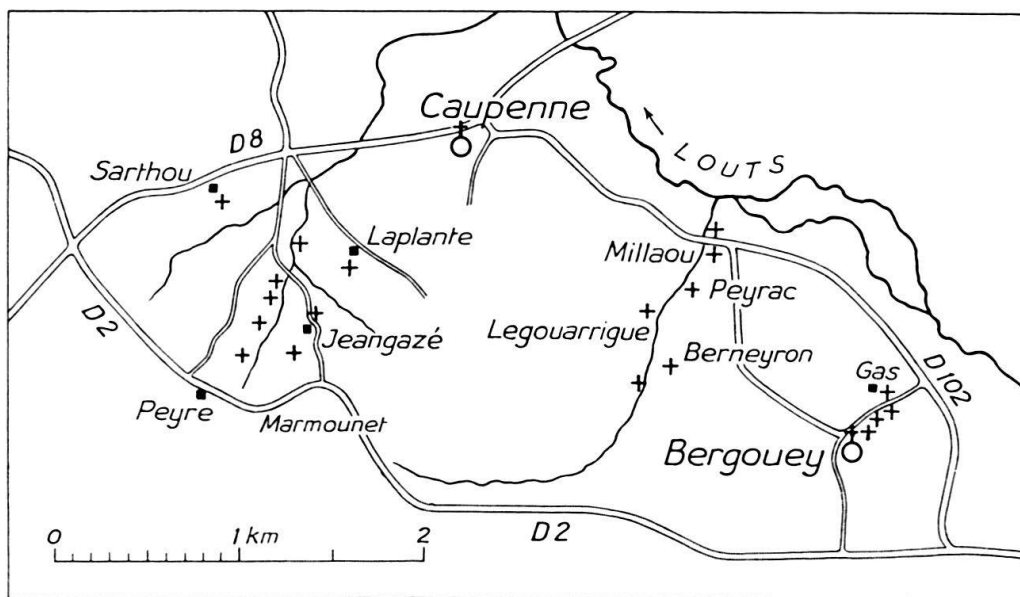 Caupenne
D8
LOUTS
Sarthou
Laplante
Millaou
Peyrac
D2
Legouarrigue
Jeangazé
Berneyron
Gas
D102
Peyre
Marmounet
Bergouey
0 1 km 2
D2